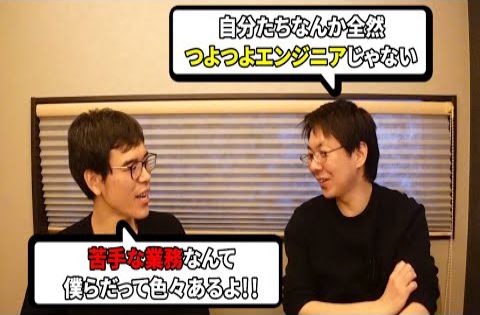 自分たちなんか全然
つよつよエンジニアじゃない
苦手な業務なんて
僕らだって色々あるよ!!